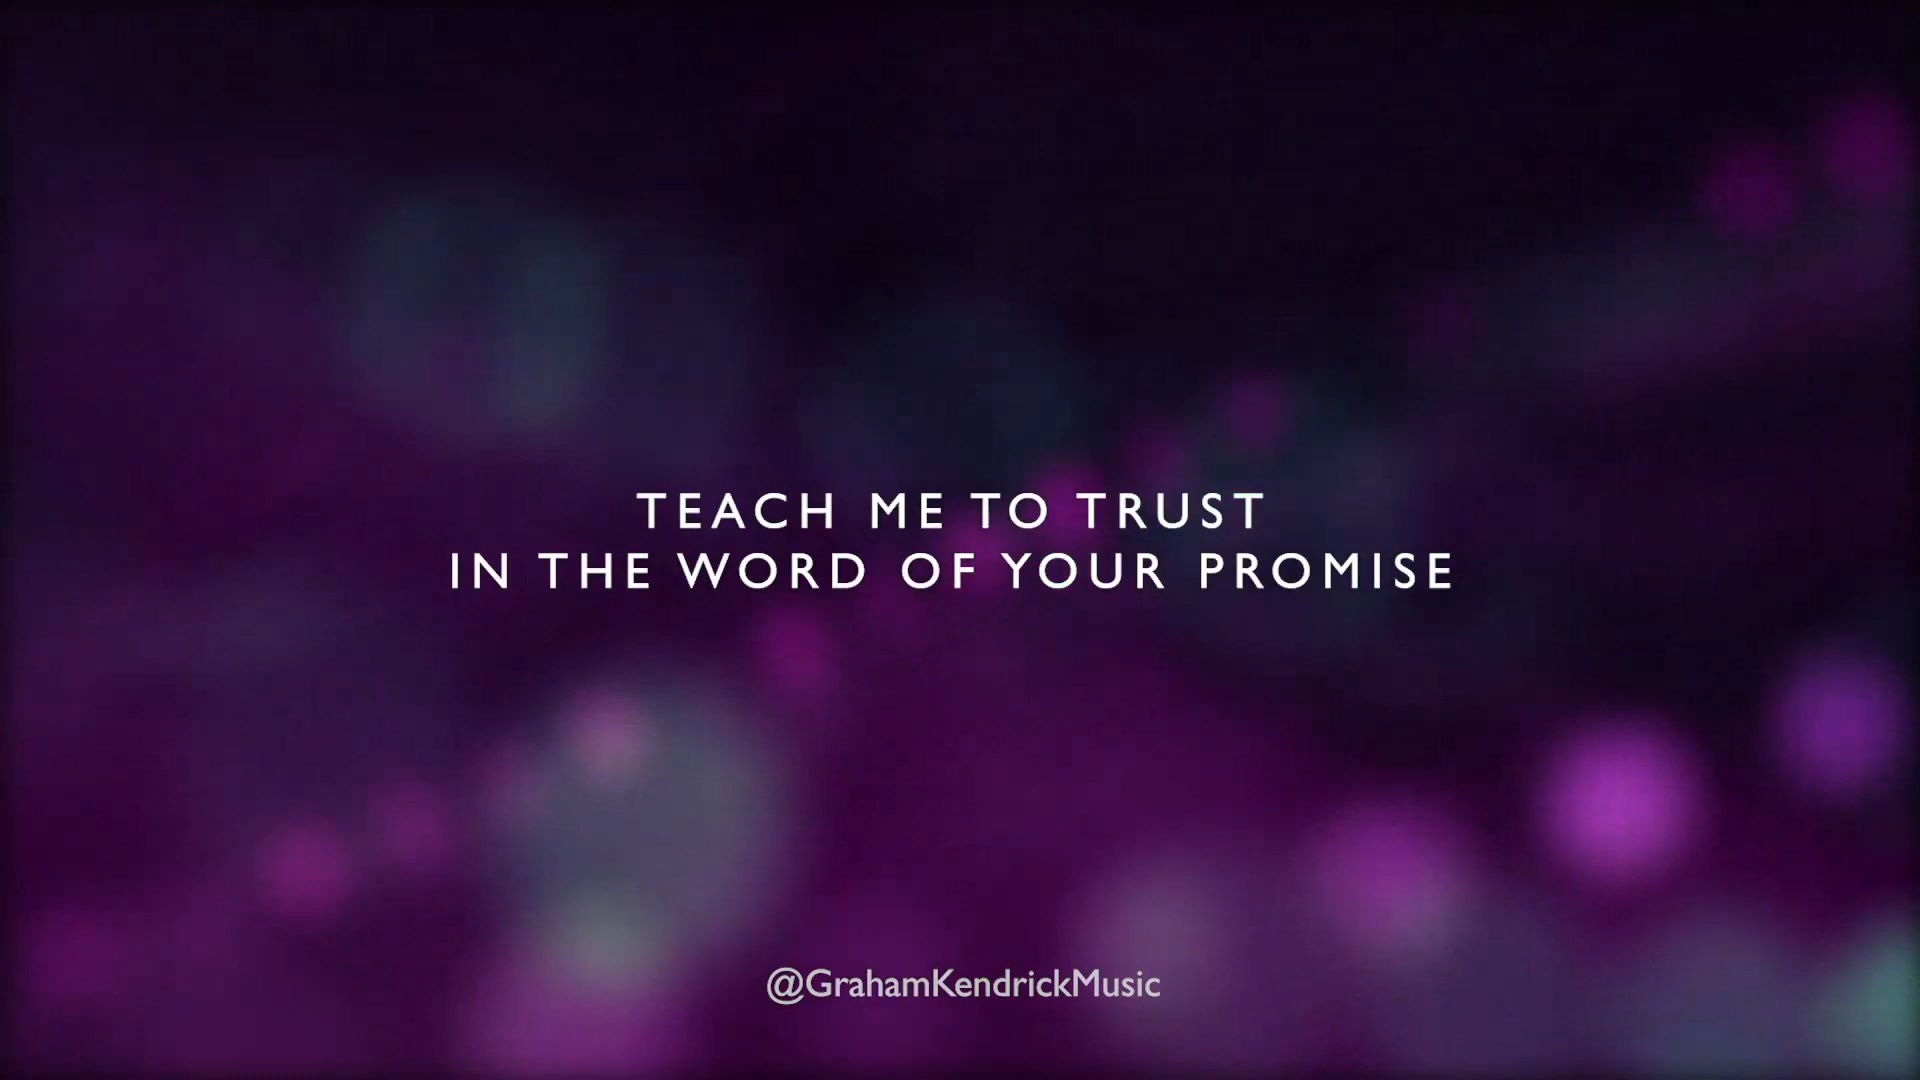 TEACH ME TO TRUST
IN THE WORD OF YOUR PROMISE
@GrahamKendrickMusic